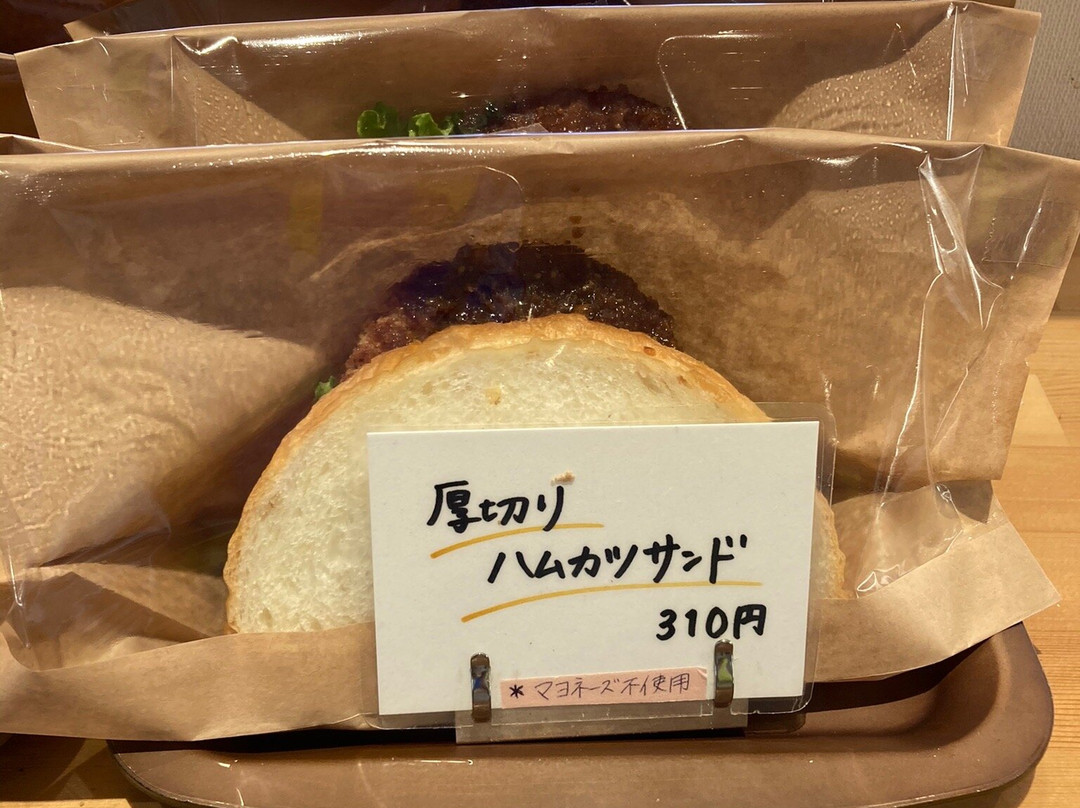 厚切り
ハムカツサンド
310円
* マヨネーズ不使用